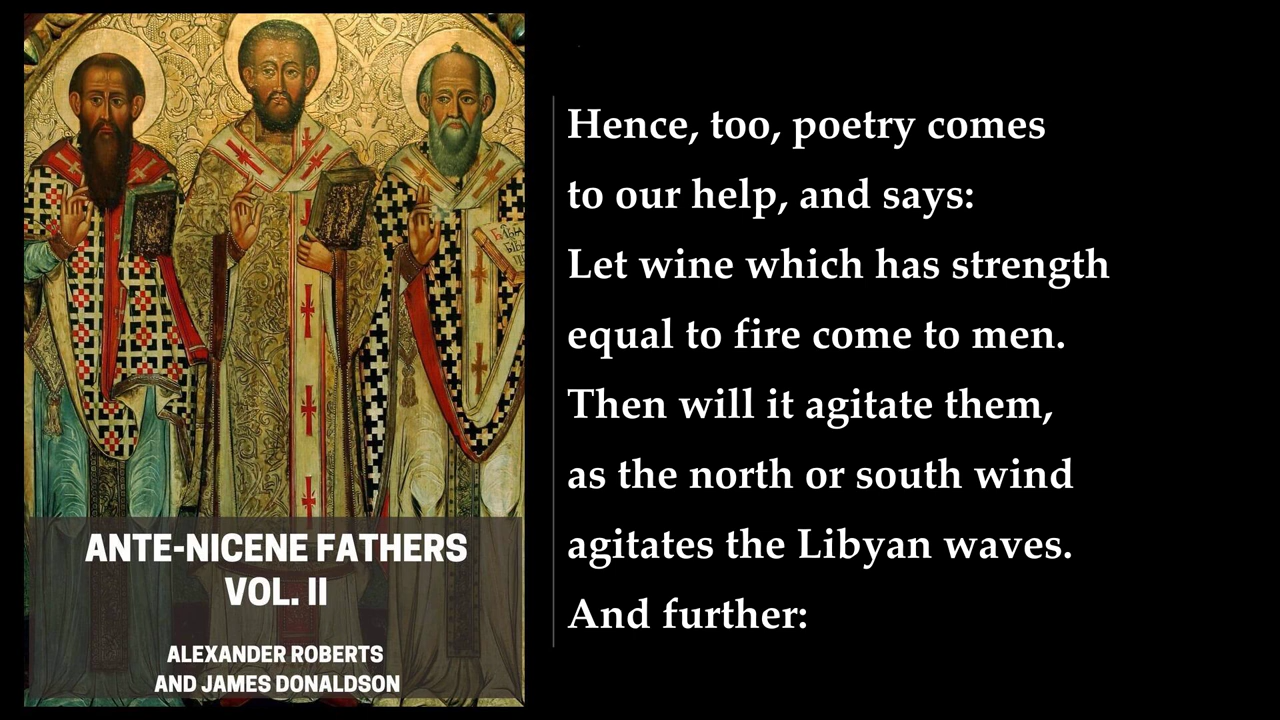 ANTE-NICENE FATHERS
VOL. II
ALEXANDER ROBERTS
AND JAMES DONALDSON
Hence, too, poetry comes
to our help, and says:
Let wine which has strength
equal to fire come to men.
Then will it agitate them,
as the north or south wind
agitates the Libyan waves.
And further: